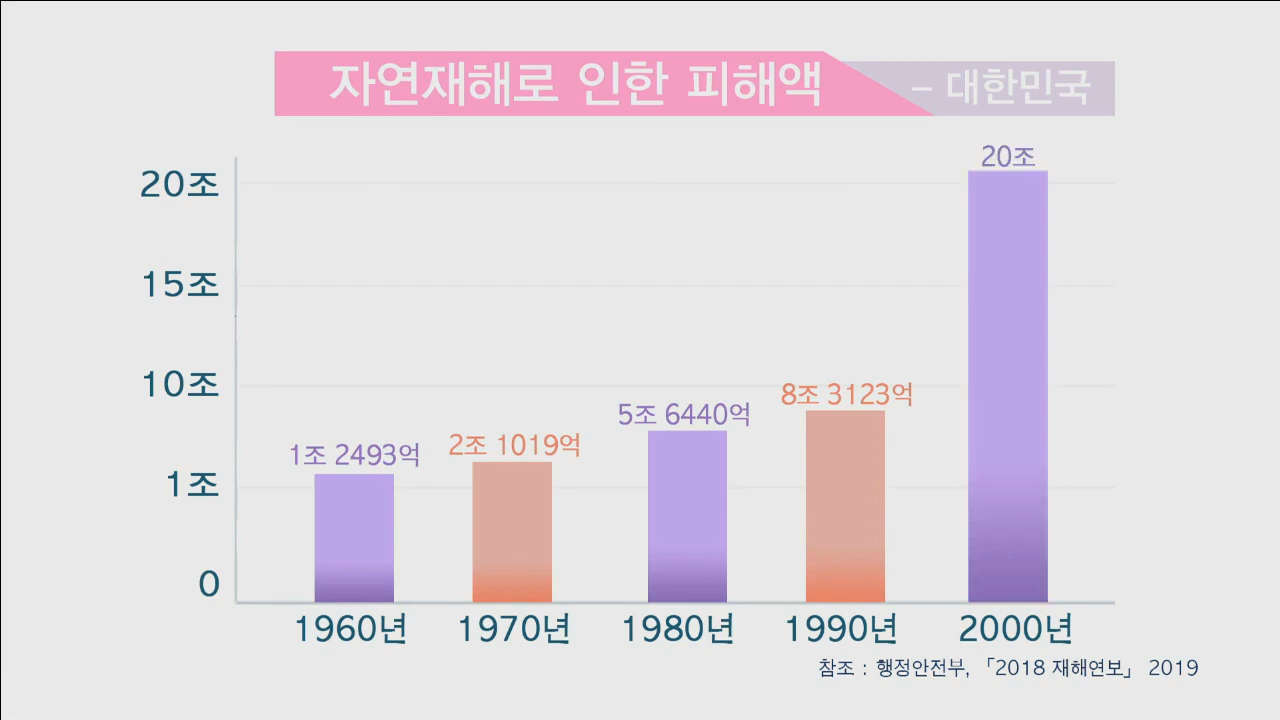 자연재해로 인한 피해액 – 대한민국
20조
20조
15조
10조
8조 3123억
5조 6440억
1조 2493억
2조 1019억
1조
0
1960년
1970년
1980년
1990년
2000년
참조 : 행정안전부, 「2018 재해연보」 2019